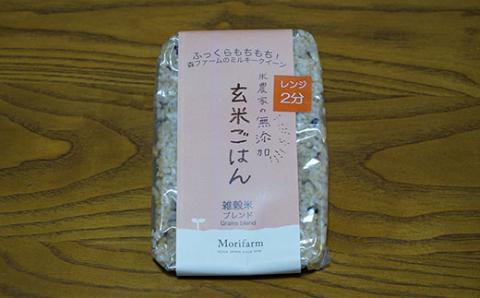 ふっくらもちもち!
森ファームのミルキークイーン
レンジ
2分
米農家の無添加
玄米ごはん
雑穀米
ブレンド
Grains blend
Morifarm